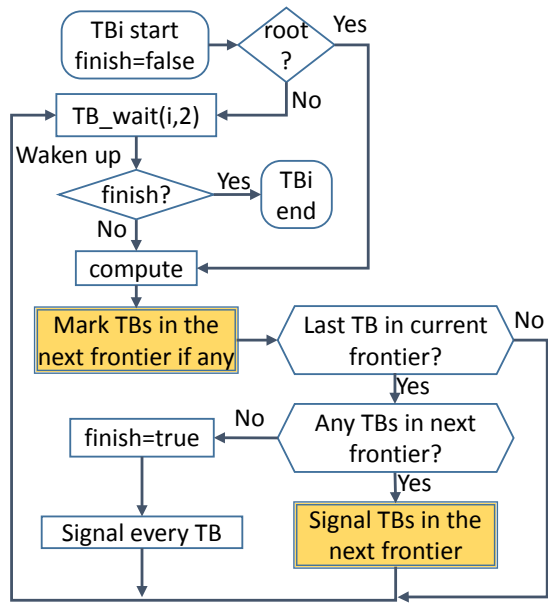 TBi start
finish=false
root
?
Yes
No
TB_wait(i,2)
Waken up
finish?
Yes
TBi
end
No
compute
Mark TBs in the
next frontier if any
Last TB in current
frontier?
No
Yes
Any TBs in next
frontier?
No
finish=true
Yes
Signal every TB
Signal TBs in the
next frontier